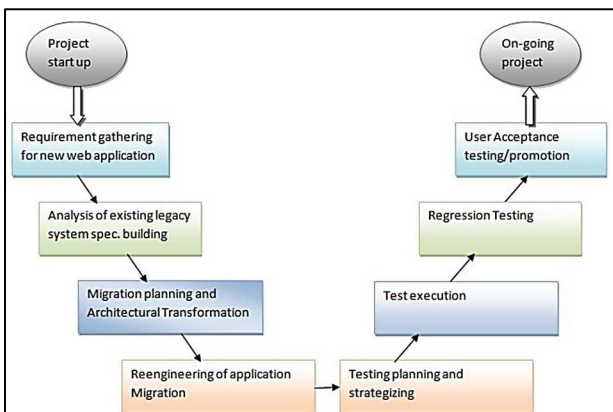 Project
start up
Requirement gathering
for new web application
Analysis of existing legacy
system spec. building
Migration planning and
Architectural Transformation
Reengineering of application
Migration
Testing planning and
strategizing
Test execution
Regression Testing
User Acceptance
testing/promotion
On-going
project